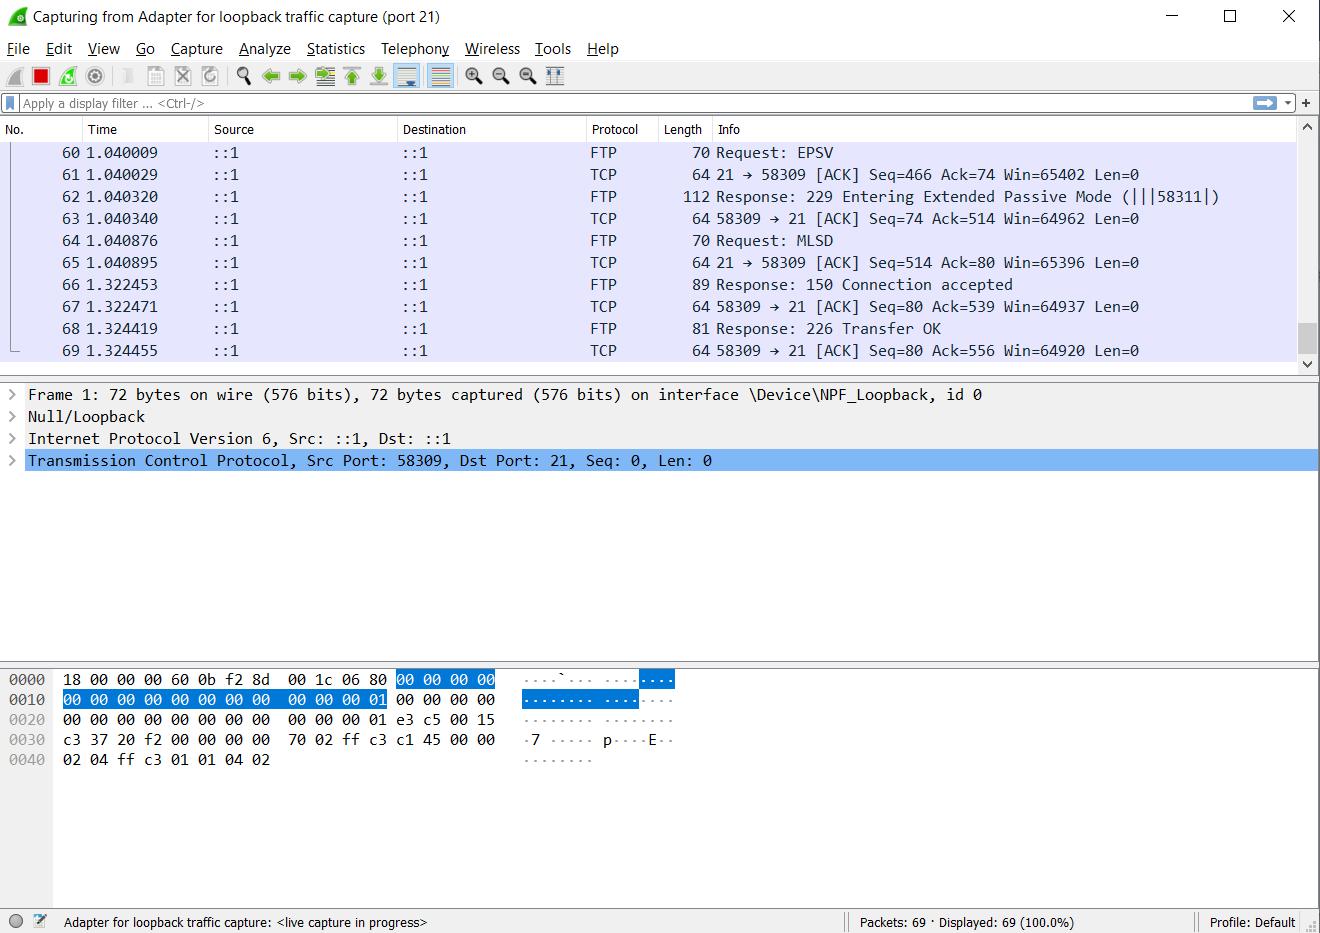 Capturing from Adapter for loopback traffic capture (port 21)
File Edit View Go Capture Analyze Statistics Telephony Wireless Tools Help
Apply a display filter ... <Ctrl-/>
No. Time Source Destination Protocol Length Info
60 1.040009 ::1 ::1 FTP 70 Request: EPSV
61 1.040029 ::1 ::1 TCP 64 21 → 58309 [ACK] Seq=466 Ack=74 Win=65402 Len=0
62 1.040320 ::1 ::1 FTP 112 Response: 229 Entering Extended Passive Mode (|||58311|)
63 1.040340 ::1 ::1 TCP 64 58309 → 21 [ACK] Seq=74 Ack=514 Win=64962 Len=0
64 1.040876 ::1 ::1 FTP 70 Request: MLSD
65 1.040895 ::1 ::1 TCP 64 21 → 58309 [ACK] Seq=514 Ack=80 Win=65396 Len=0
66 1.322453 ::1 ::1 FTP 89 Response: 150 Connection accepted
67 1.322471 ::1 ::1 TCP 64 58309 → 21 [ACK] Seq=80 Ack=539 Win=64937 Len=0
68 1.324419 ::1 ::1 FTP 81 Response: 226 Transfer OK
69 1.324455 ::1 ::1 TCP 64 58309 → 21 [ACK] Seq=80 Ack=556 Win=64920 Len=0
Frame 1: 72 bytes on wire (576 bits), 72 bytes captured (576 bits) on interface \Device\NPF_Loopback, id 0
Null/Loopback
Internet Protocol Version 6, Src: ::1, Dst: ::1
Transmission Control Protocol, Src Port: 58309, Dst Port: 21, Seq: 0, Len: 0
0000 18 00 00 00 60 0b f2 8d 00 1c 06 80 00 00 00 00 ····`··· ········
0010 00 00 00 00 00 00 00 00 00 00 00 01 00 00 00 00 ········ ········
0020 00 00 00 00 00 00 00 00 00 00 00 01 e3 c5 00 15 ········ ········
0030 c3 37 20 f2 00 00 00 00 70 02 ff c3 c1 45 00 00 ·7 ····· p····E··
0040 02 04 ff c3 01 01 04 02 ········
Adapter for loopback traffic capture: <live capture in progress> Packets: 69 · Displayed: 69 (100.0%) Profile: Default